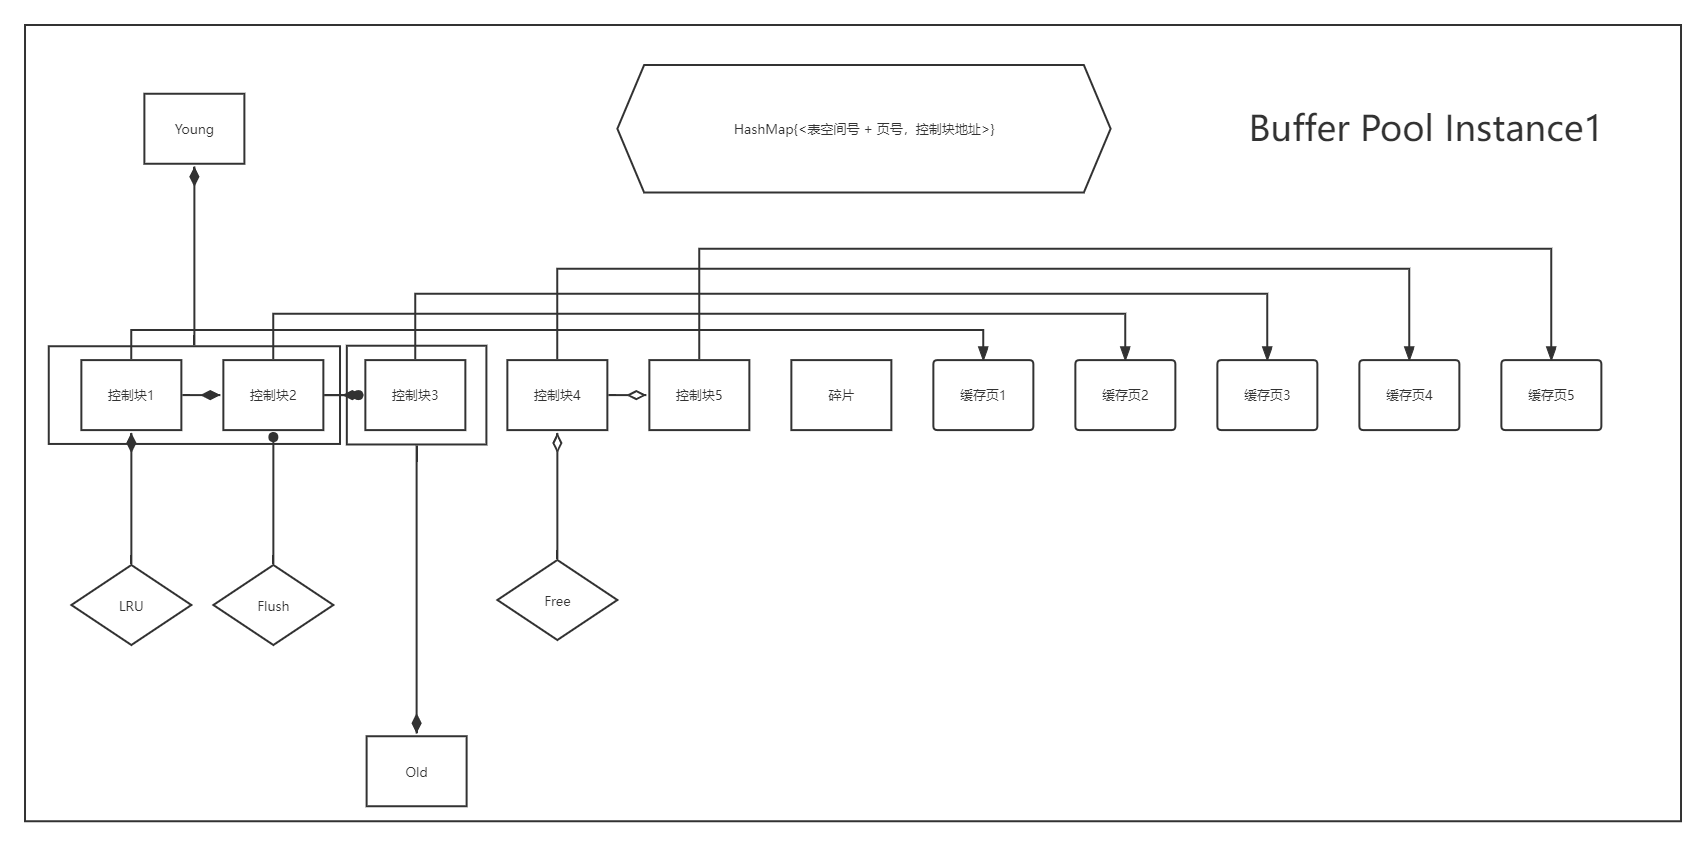 Young
HashMap{<表空间号 + 页号，控制块地址>}
Buffer Pool Instance1
控制块1
控制块2
控制块3
控制块4
控制块5
碎片
缓存页1
缓存页2
缓存页3
缓存页4
缓存页5
LRU
Flush
Free
Old